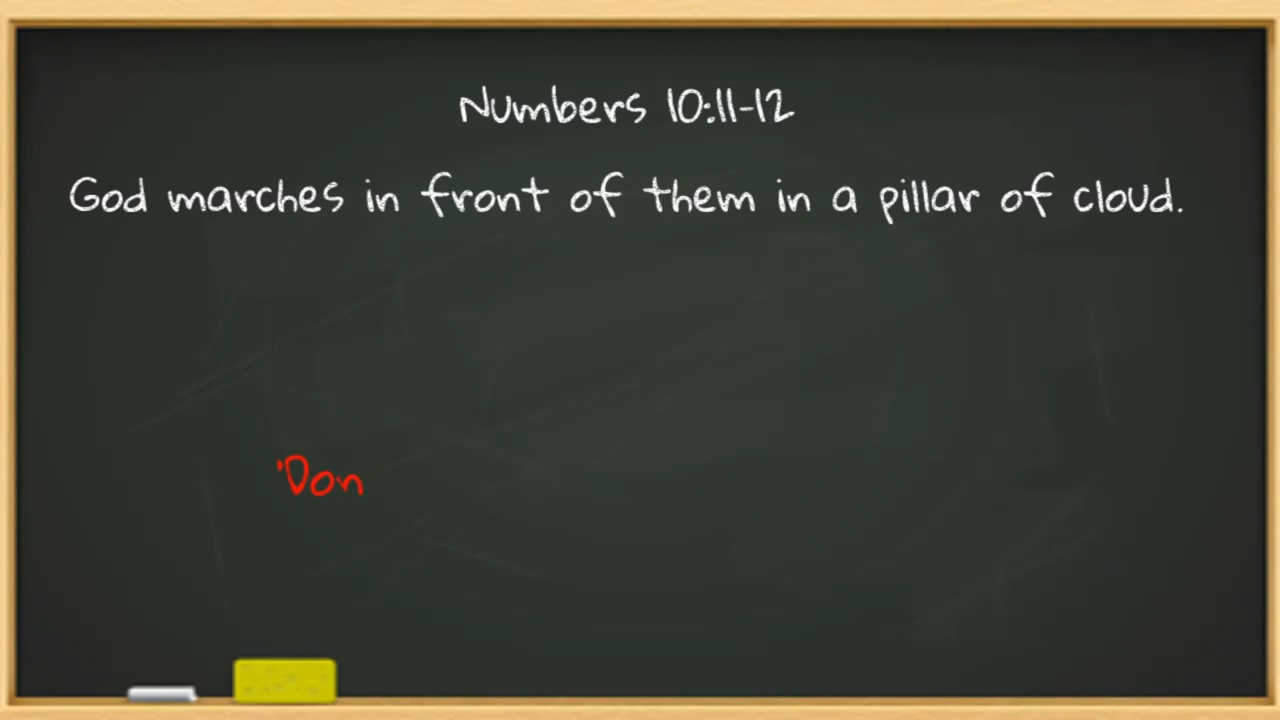 Numbers 10:11-12
God marches in front of them in a pillar of cloud.
'Don